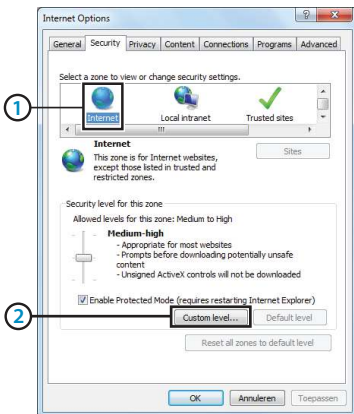 Internet Options
General Security Privacy Content Connections Programs Advanced
Select a zone to view or change security settings.
1
Internet Local intranet Trusted sites
Internet
Sites
This zone is for Internet websites,
except those listed in trusted and
restricted zones.
Security level for this zone
Allowed levels for this zone: Medium to High
Medium-high
- Appropriate for most websites
- Prompts before downloading potentially unsafe
content
- Unsigned ActiveX controls will not be downloaded
Enable Protected Mode (requires restarting Internet Explorer)
2
Custom level... Default level
Reset all zones to default level
OK Annuleren Toepassen